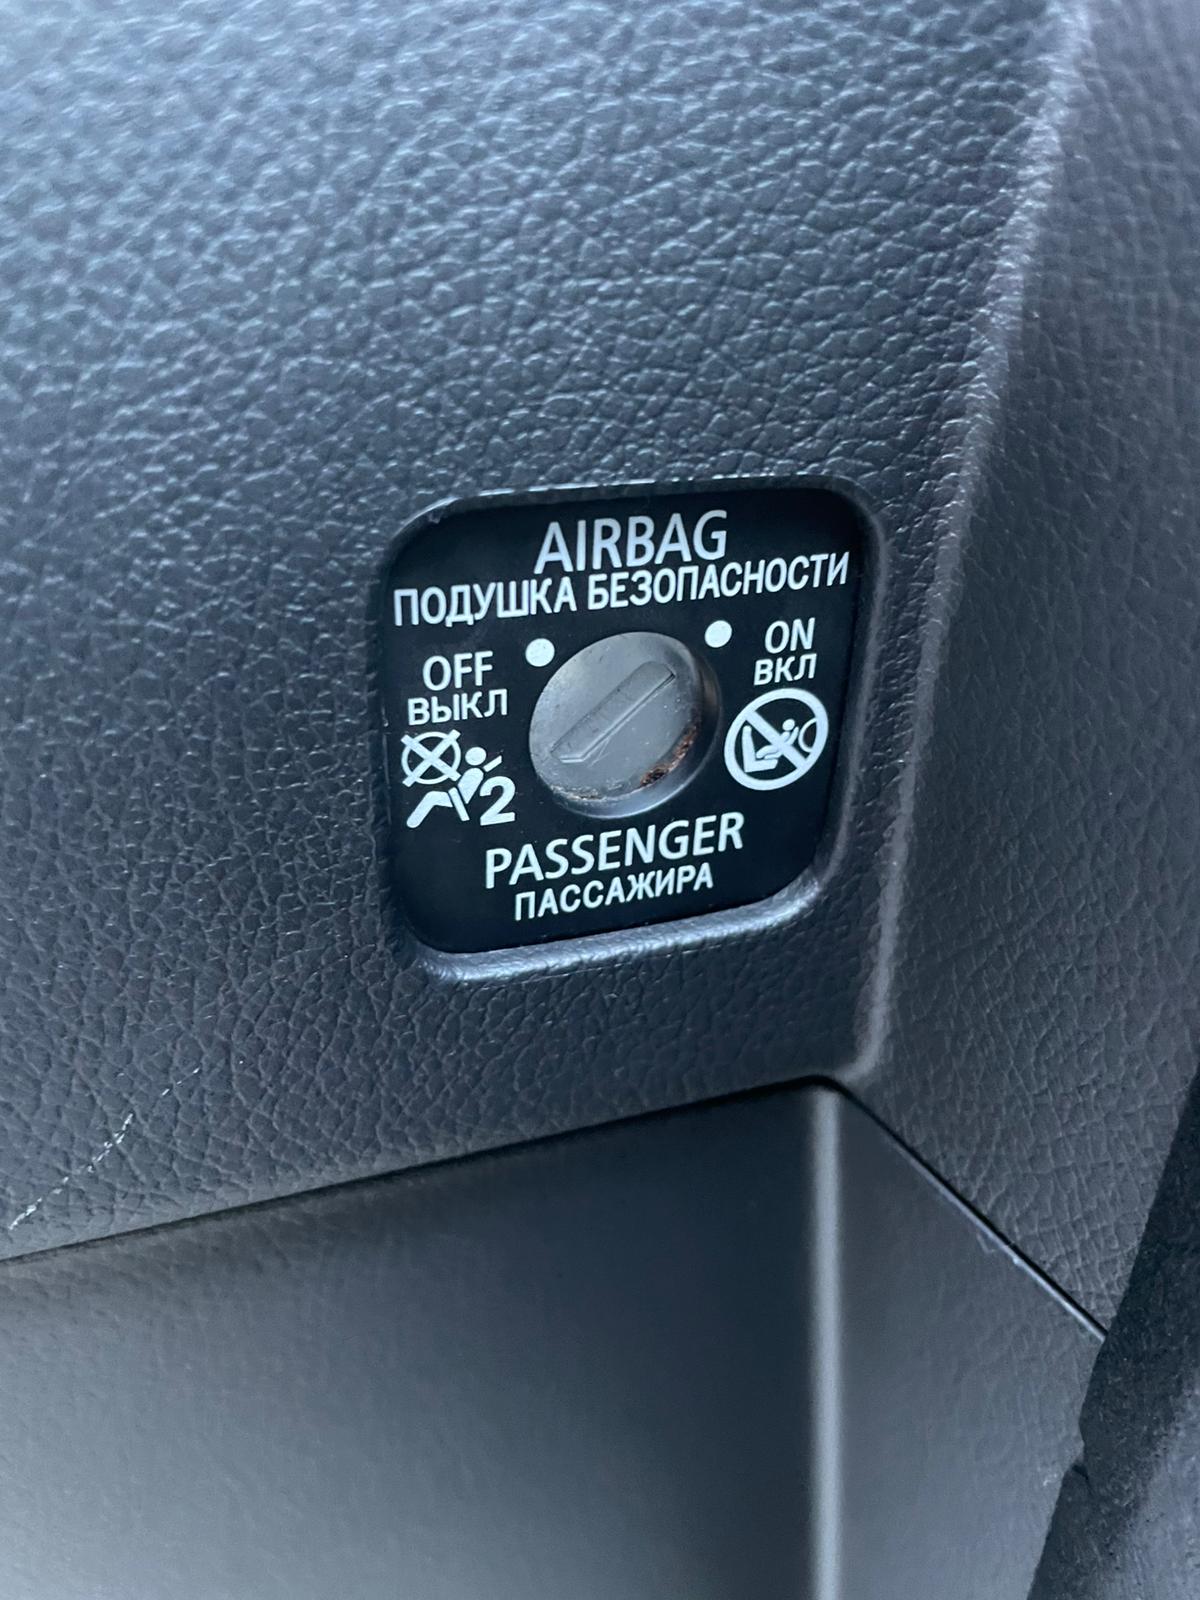 AIRBAG
ПОДУШКА БЕЗОПАСНОСТИ
OFF
ВЫКЛ
ON
ВКЛ
2
PASSENGER
ПАССАЖИРА